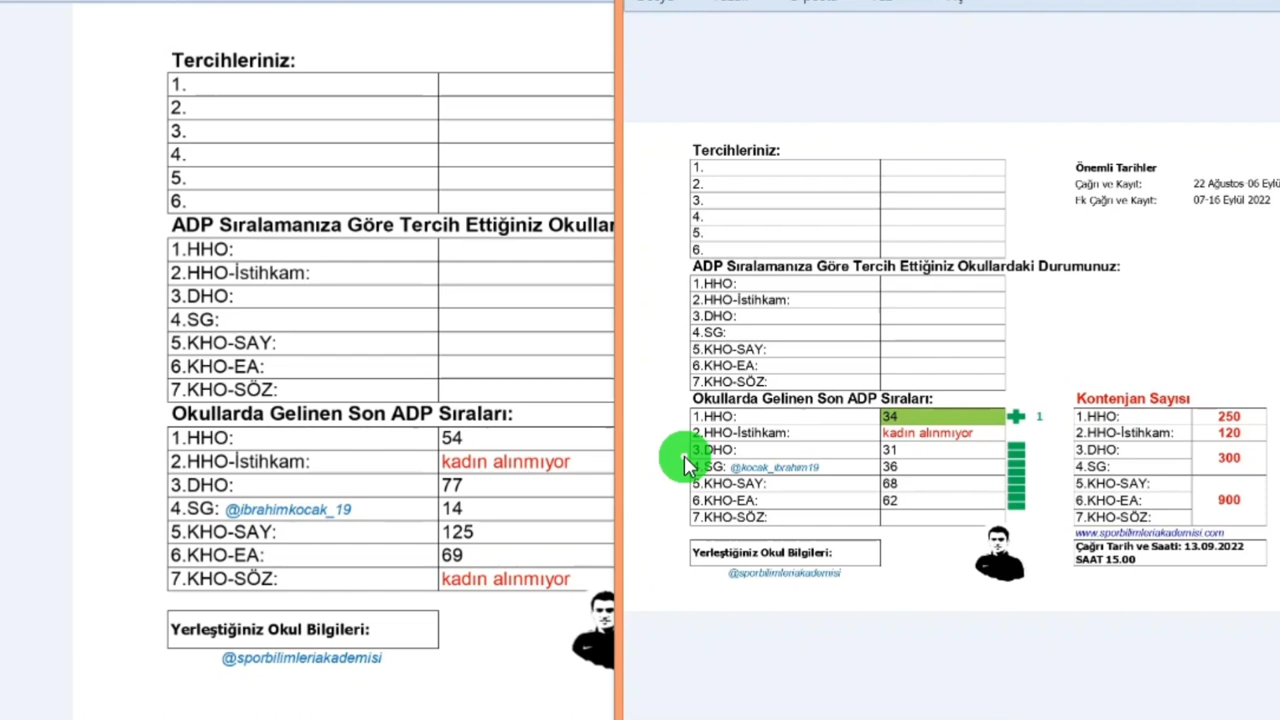 Tercihleriniz:
1.
2.
3.
4.
5.
6.
ADP Sıralamanıza Göre Tercih Ettiğiniz
1.HHO:
2.HHO-İstihkam:
3.DHO:
4.SG:
5.KHO-SAY:
6.KHO-EA:
7.KHO-SÖZ:
Okullarda Gelinen Son ADP Sıraları:
1.HHO: 54
2.HHO-İstihkam: kadın alınmıyor
3.DHO: 77
4.SG: @ibrahimkocak_19 14
5.KHO-SAY: 125
6.KHO-EA: 69
7.KHO-SÖZ: kadın alınmıyor
Yerleştiğiniz Okul Bilgileri:
@sporbilimleriakademisi
Tercihleriniz:
1.
2.
3.
4.
5.
6.
Önemli Tarihler
Çağrı ve Kayıt: 22 Ağustos-06
Ek Çağrı ve Kayıt: 07-16 Eylül 2022
ADP Sıralamanıza Göre Tercih Ettiğiniz Okullardaki Durumunuz:
1.HHO:
2.HHO-İstihkam:
3.DHO:
4.SG:
5.KHO-SAY:
6.KHO-EA:
7.KHO-SÖZ:
Okullarda Gelinen Son ADP Sıraları:
1.HHO: 34 1
2.HHO-İstihkam: kadın alınmıyor
3.DHO: 31
4.SG: @kocak_ibrahim19 36
5.KHO-SAY: 68
6.KHO-EA: 62
7.KHO-SÖZ:
Kontenjan Sayısı
1.HHO: 250
2.HHO-İstihkam: 120
3.DHO: 300
4.SG:
5.KHO-SAY:
6.KHO-EA: 900
7.KHO-SÖZ:
www.sporbilimleriakademisi.com
Çağrı Tarih ve Saati: 13.09.2022
SAAT 15.00
Yerleştiğiniz Okul Bilgileri:
@sporbilimleriakademisi